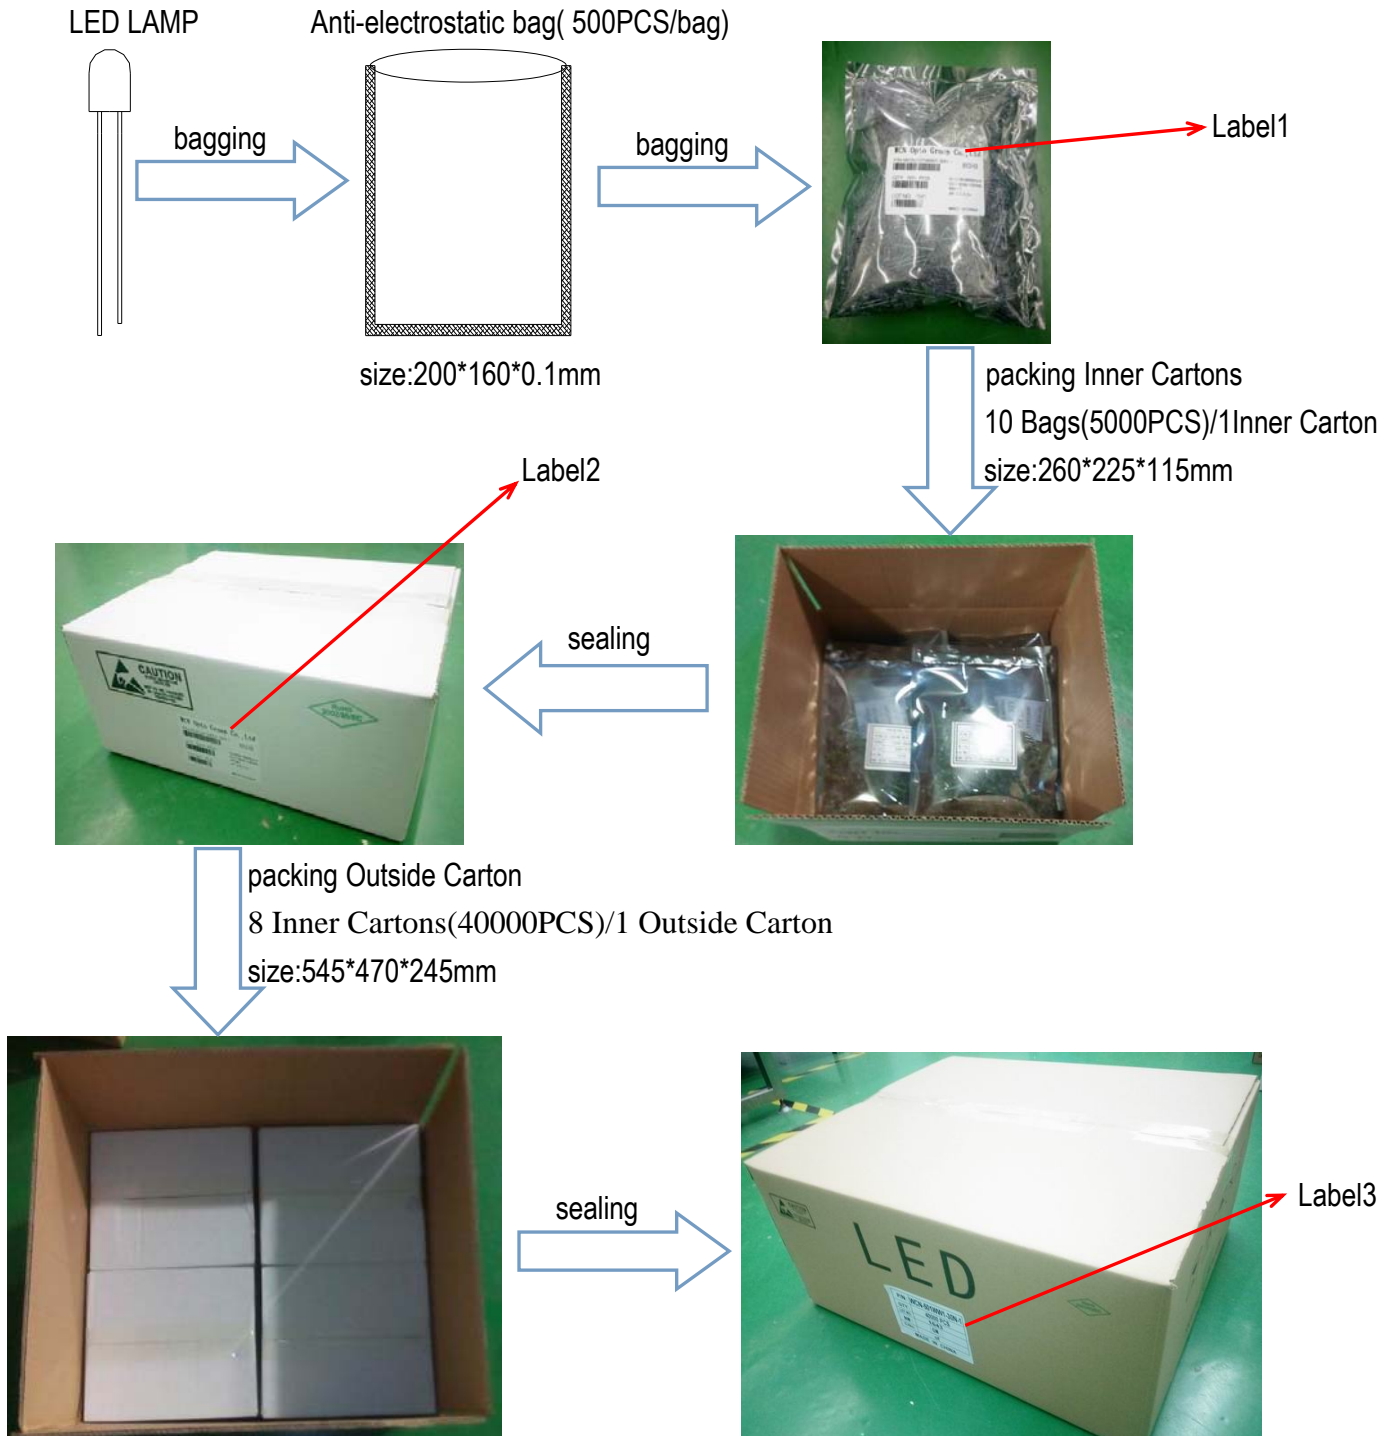 LED LAMP
Anti-electrostatic bag( 500PCS/bag)
bagging
bagging
Label1
size:200*160*0.1mm
packing Inner Cartons
10 Bags(5000PCS)/1Inner Carton
size:260*225*115mm
Label2
sealing
CAUTION
packing Outside Carton
8 Inner Cartons(40000PCS)/1 Outside Carton
size:545*470*245mm
sealing
Label3
LED